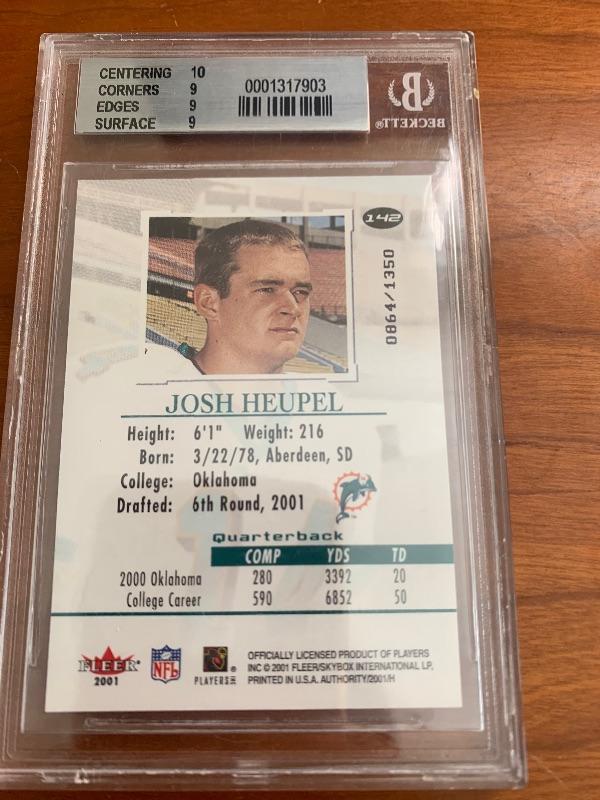 CENTERING 10
CORNERS 9
EDGES 9
SURFACE 9
0001317903
B
BECKETT®
142
0864/1350
JOSH HEUPEL
Height: 6'1" Weight: 216
Born: 3/22/78, Aberdeen, SD
College: Oklahoma
Drafted: 6th Round, 2001
Quarterback
COMP YDS TD
2000 Oklahoma 280 3392 20
College Career 590 6852 50
FLEER
2001
NFL
PLAYERS INC
OFFICIALLY LICENSED PRODUCT OF PLAYERS
INC © 2001 FLEER/SKYBOX INTERNATIONAL LP.
PRINTED IN U.S.A. AUTHORITY/2001/H